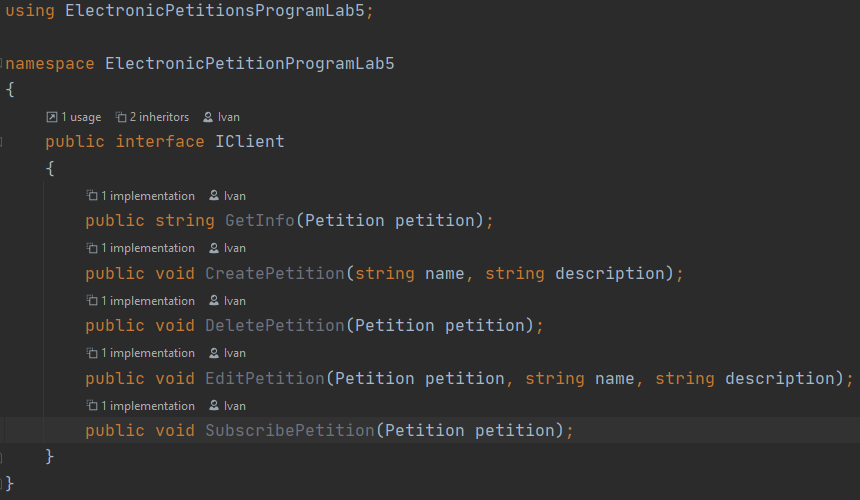 using ElectronicPetitionsProgramLab5;
namespace ElectronicPetitionProgramLab5
{
1 usage 2 inheritors Ivan
public interface IClient
{
1 implementation Ivan
public string GetInfo(Petition petition);
1 implementation Ivan
public void CreatePetition(string name, string description);
1 implementation Ivan
public void DeletePetition(Petition petition);
1 implementation Ivan
public void EditPetition(Petition petition, string name, string description);
1 implementation Ivan
public void SubscribePetition(Petition petition);
}
}